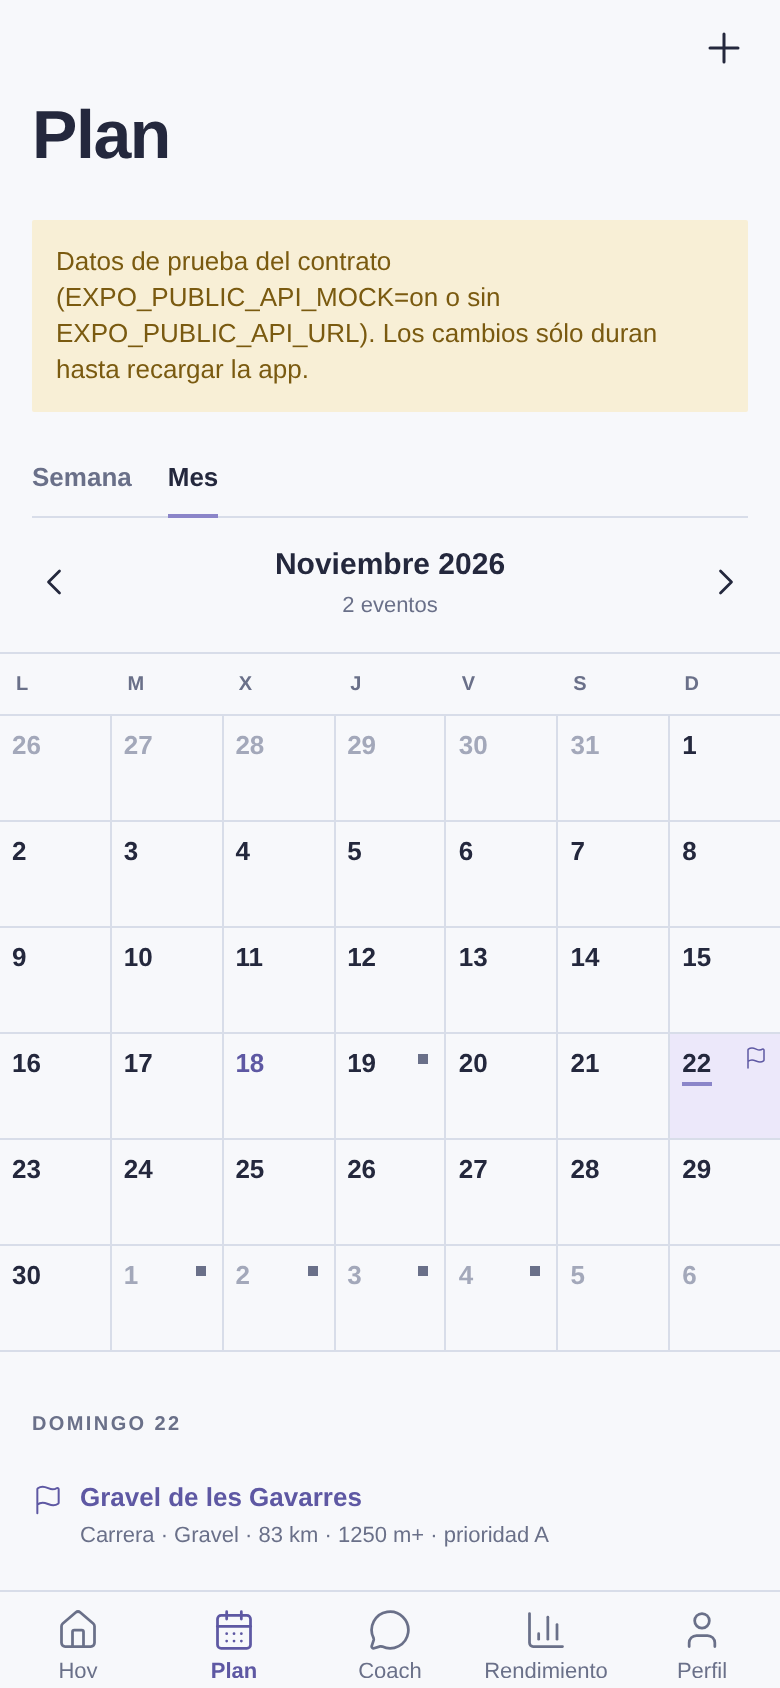 Plan
Datos de prueba del contrato
(EXPO_PUBLIC_API_MOCK=on o sin
EXPO_PUBLIC_API_URL). Los cambios sólo duran
hasta recargar la app.
Semana Mes
Noviembre 2026
2 eventos
L M X J V S D
26 27 28 29 30 31 1
2 3 4 5 6 7 8
9 10 11 12 13 14 15
16 17 18 19 20 21 22
23 24 25 26 27 28 29
30 1 2 3 4 5 6
DOMINGO 22
Gravel de les Gavarres
Carrera · Gravel · 83 km · 1250 m+ · prioridad A
Hov Plan Coach Rendimiento Perfil